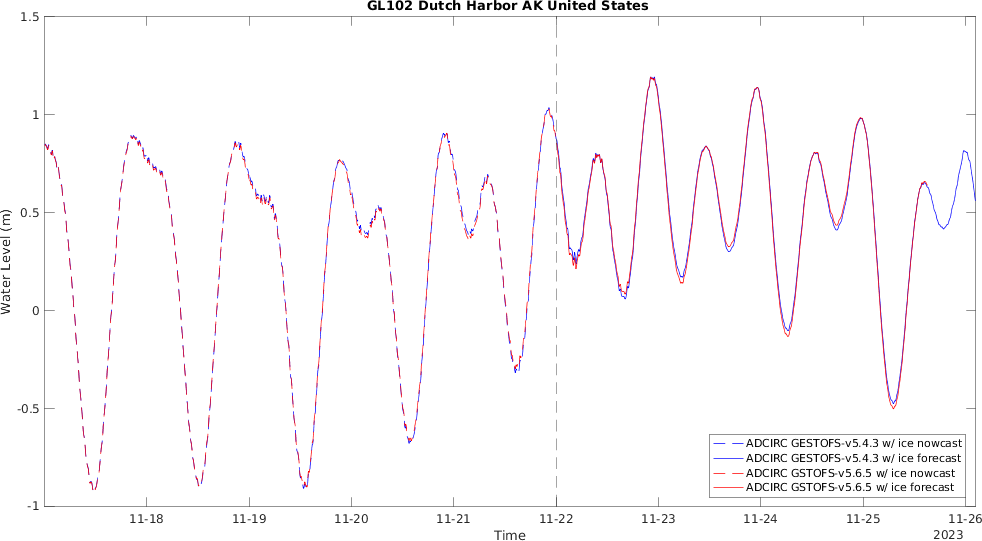 GL102 Dutch Harbor AK United States
1.5
1
0.5
0
-0.5
-1
Water Level (m)
11-18
11-19
11-20
11-21
11-22
11-23
11-24
11-25
11-26
Time
2023
ADCIRC GESTOFS-v5.4.3 w/ ice nowcast
ADCIRC GESTOFS-v5.4.3 w/ ice forecast
ADCIRC GSTOFS-v5.6.5 w/ ice nowcast
ADCIRC GSTOFS-v5.6.5 w/ ice forecast